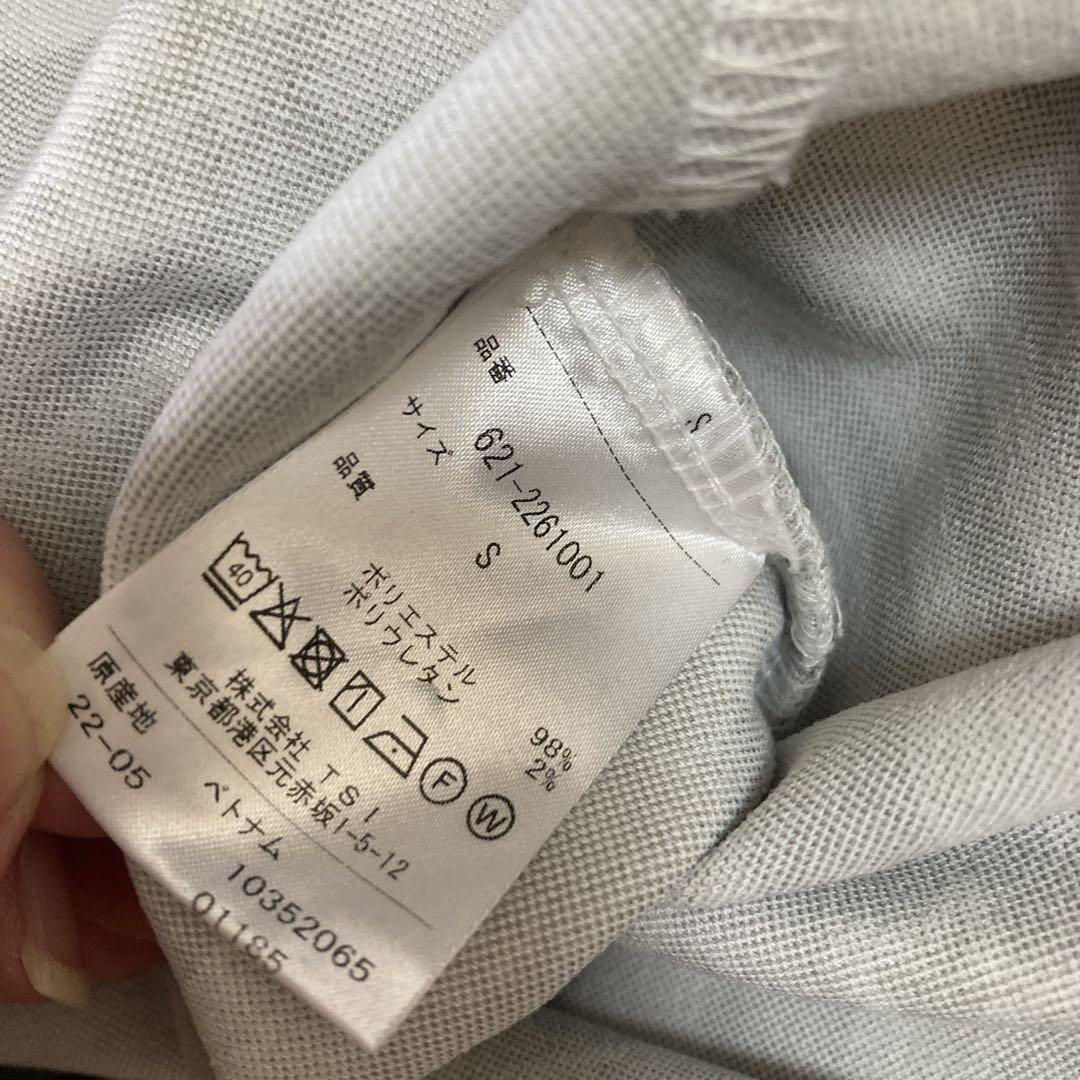 S
品番 621-2261001
サイズ S
品質
ポリエステル 98%
ポリウレタン 2%
40
F W
株式会社 TSI
東京都港区元赤坂1-5-12
原産地 ベトナム
22-05 10352065
01185